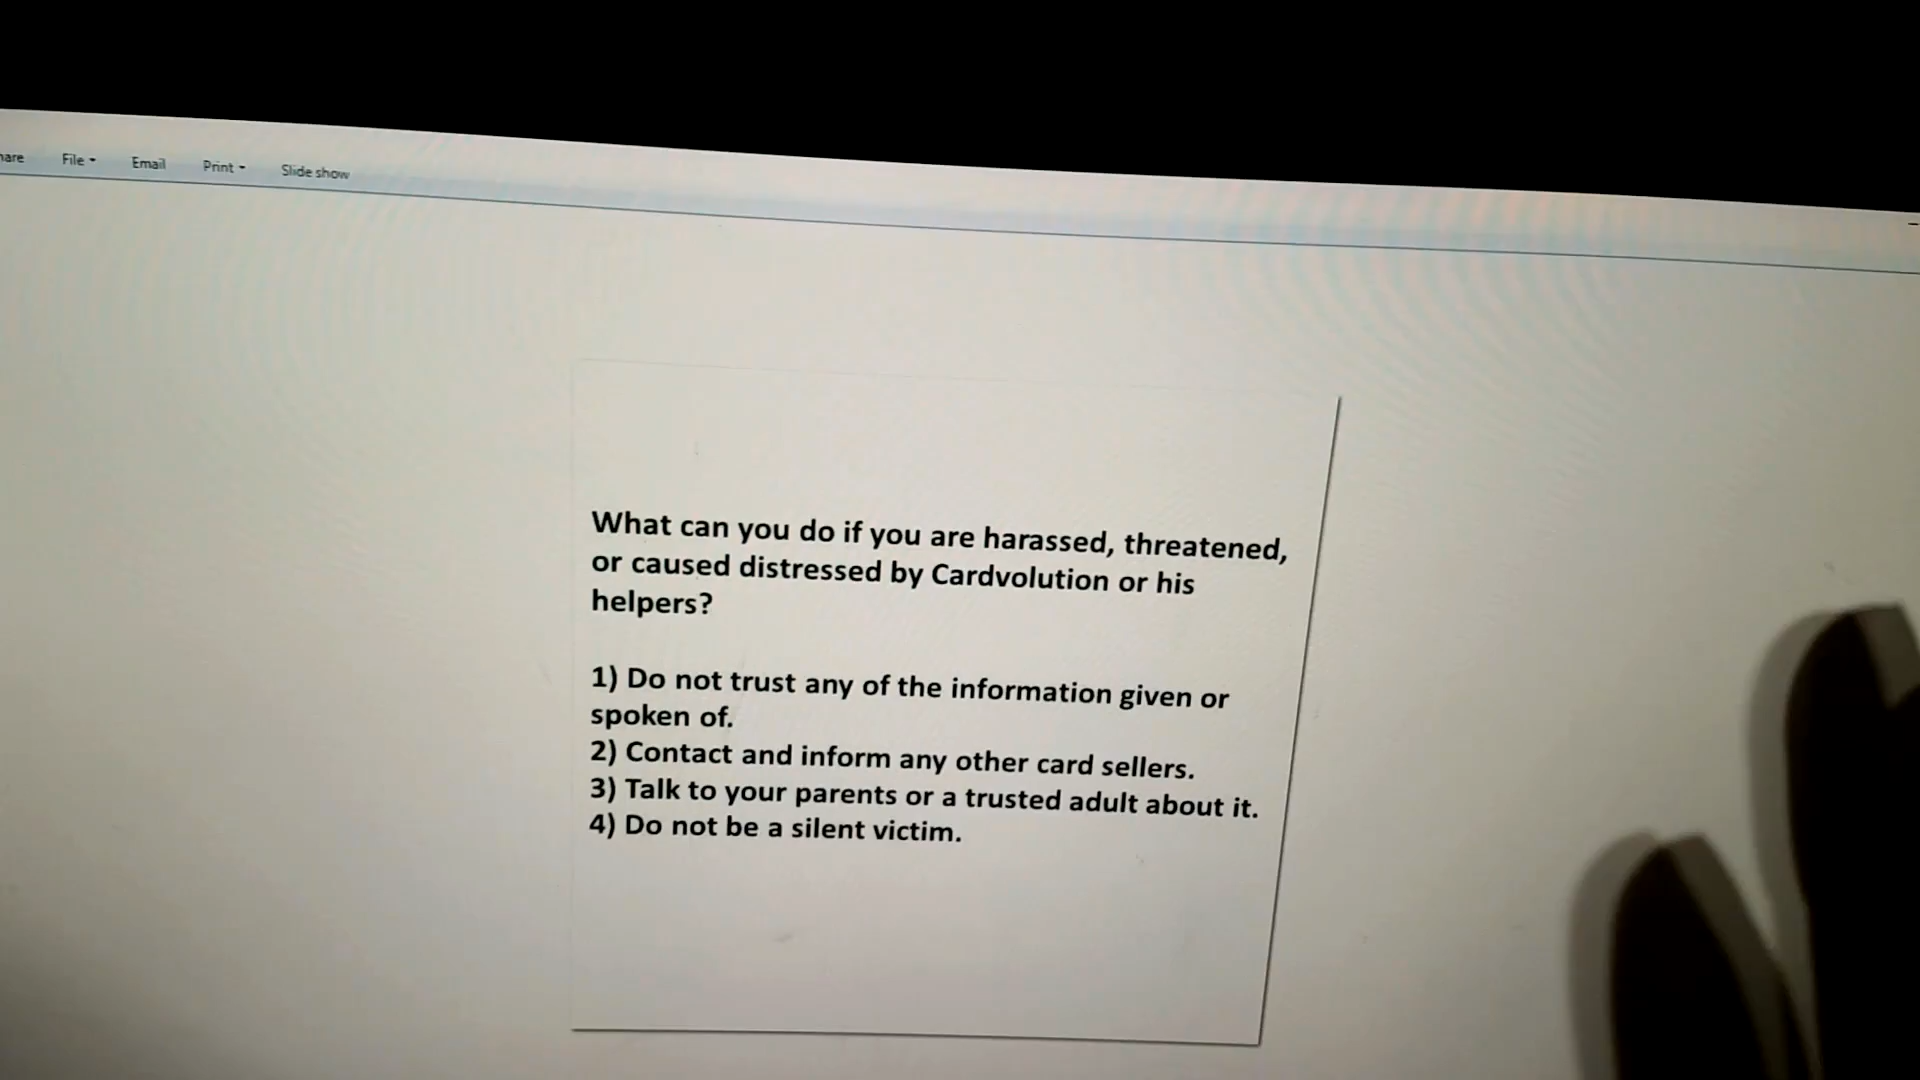 File
Email
Print
Slide show
What can you do if you are harassed, threatened,
or caused distressed by Cardvolution or his
helpers?
1) Do not trust any of the information given or
spoken of.
2) Contact and inform any other card sellers.
3) Talk to your parents or a trusted adult about it.
4) Do not be a silent victim.